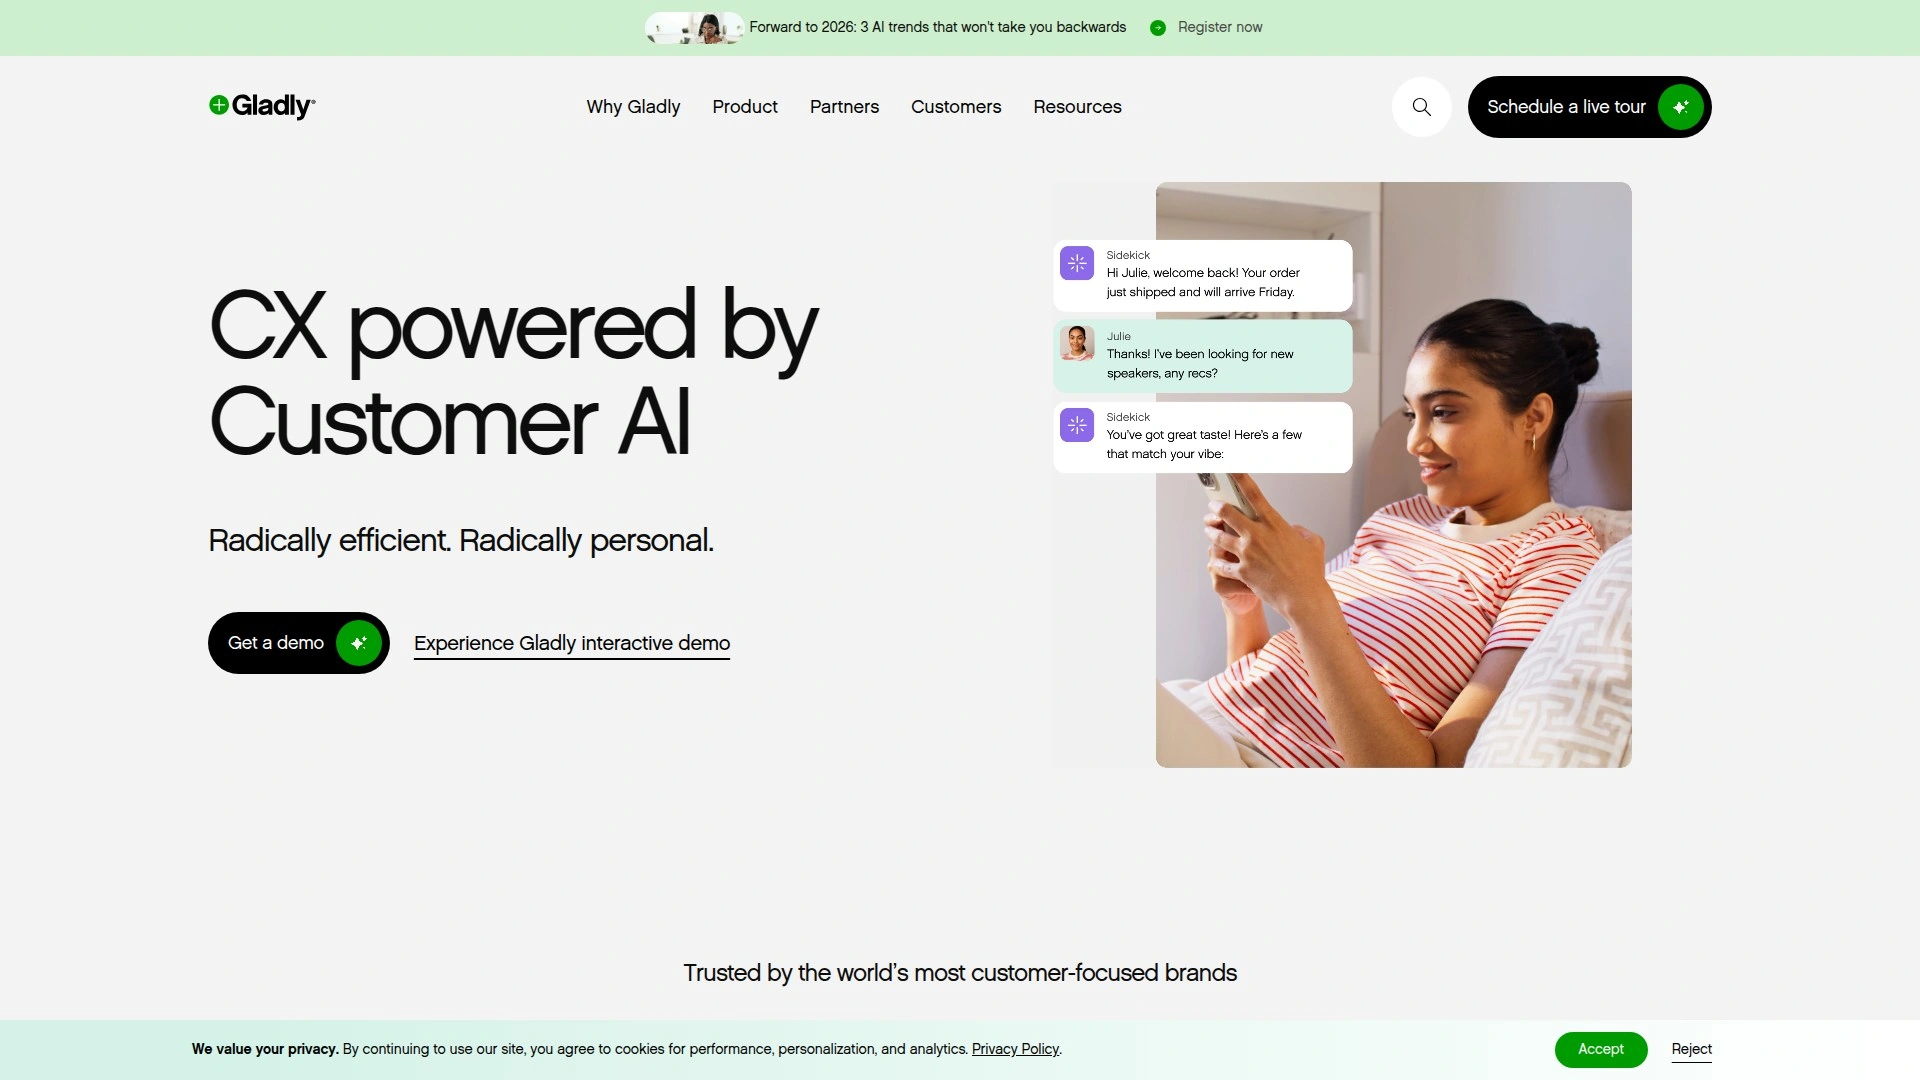 Forward to 2026: 3 AI trends that won't take you backwards Register now
Gladly
Why Gladly Product Partners Customers Resources
Schedule a live tour
CX powered by
Customer AI
Radically efficient. Radically personal.
Get a demo
Experience Gladly interactive demo
Sidekick
Hi Julie, welcome back! Your order
just shipped and will arrive Friday.
Julie
Thanks! I've been looking for new
speakers, any recs?
Sidekick
You've got great taste! Here's a few
that match your vibe:
Trusted by the world's most customer-focused brands
We value your privacy. By continuing to use our site, you agree to cookies for performance, personalization, and analytics. Privacy Policy.
Accept
Reject